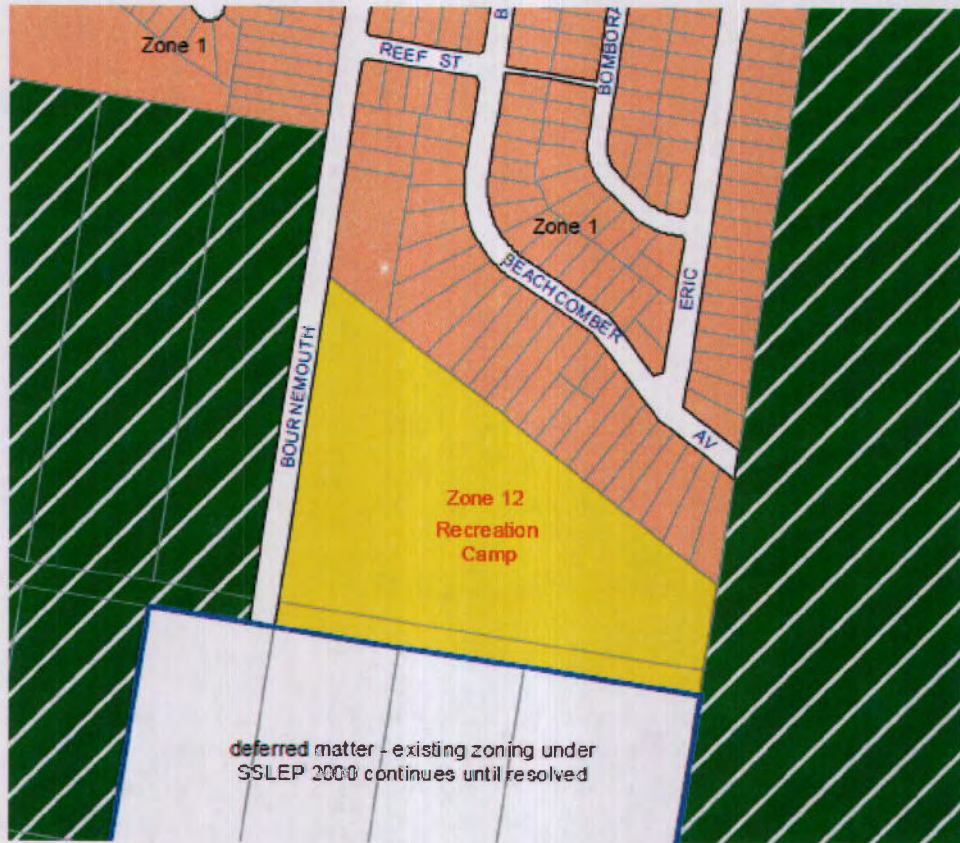 Zone 1
REEF ST
B
BOMBORA
Zone 1
BEACHCOMBER
ERIC
BOURNEMOUTH
AV
Zone 12
Recreation
Camp
deferred matter - existing zoning under
SSLEP 2000 continues until resolved